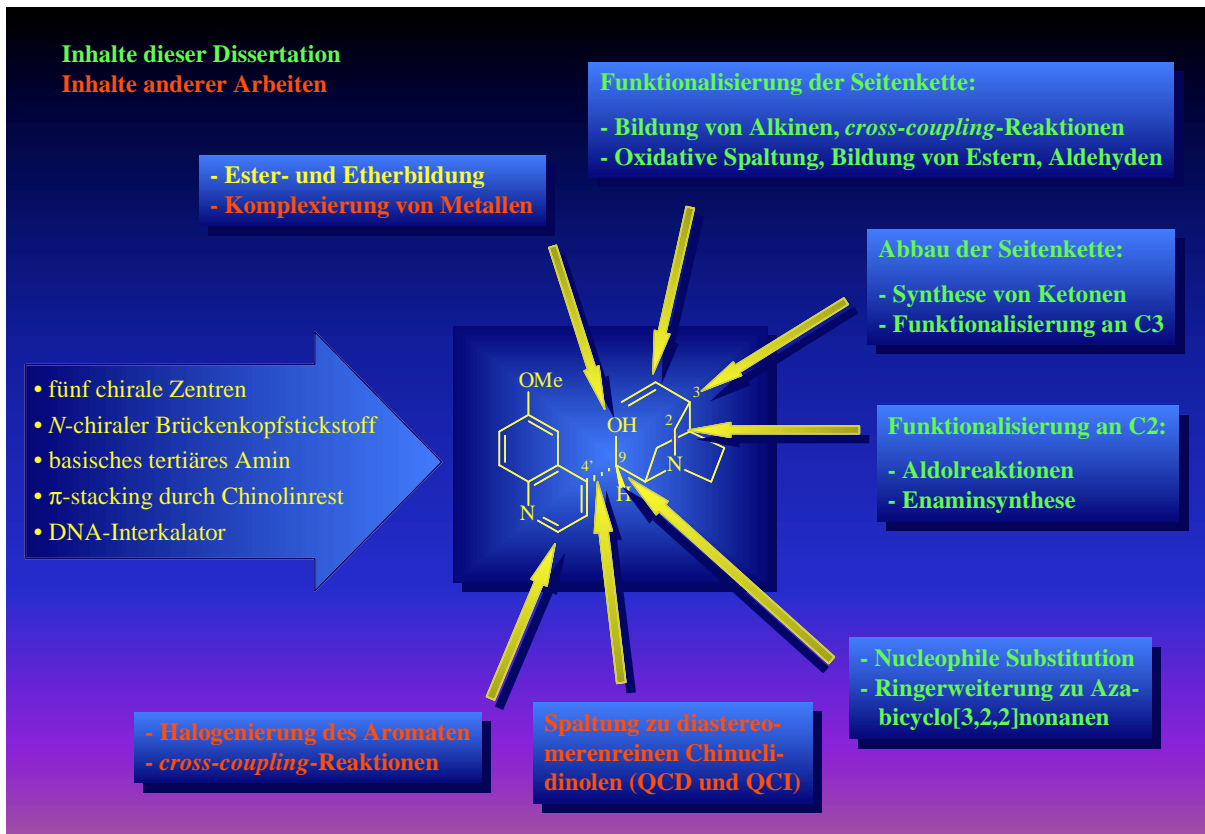 Inhalte dieser Dissertation
Inhalte anderer Arbeiten
Funktionalisierung der Seitenkette:
- Bildung von Alkinen, cross-coupling-Reaktionen
- Oxidative Spaltung, Bildung von Estern, Aldehyden
- Ester- und Etherbildung
- Komplexierung von Metallen
Abbau der Seitenkette:
- Synthese von Ketonen
- Funktionalisierung an C3
• fünf chirale Zentren
• N-chiraler Brückenkopfstickstoff
• basisches tertiäres Amin
• π-stacking durch Chinolinrest
• DNA-Interkalator
OMe
3
OH
2
9
4'
N
H
N
Funktionalisierung an C2:
- Aldolreaktionen
- Enaminsynthese
- Nucleophile Substitution
- Ringerweiterung zu Aza-
bicyclo[3,2,2]nonanen
- Halogenierung des Aromaten
- cross-coupling-Reaktionen
Spaltung zu diastereo-
merenreinen Chinucli-
dinolen (QCD und QCI)